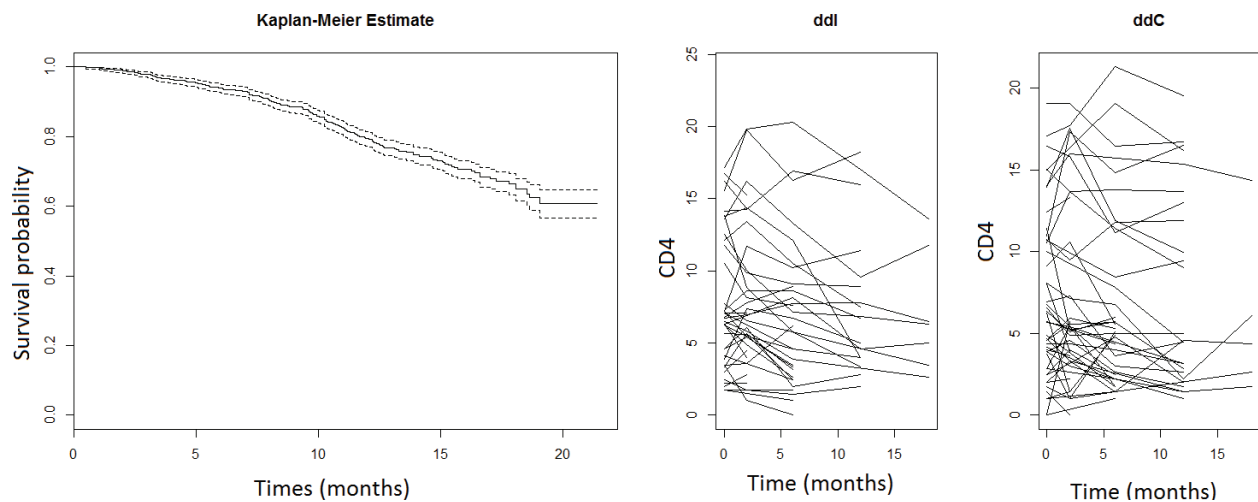 Kaplan-Meier Estimate
Survival probability
0.0
0.2
0.4
0.6
0.8
1.0
0 5 10 15 20
Times (months)
ddI
CD4
0
5
10
15
20
25
0 5 10 15
Time (months)
ddC
CD4
0
5
10
15
20
0 5 10 15
Time (months)